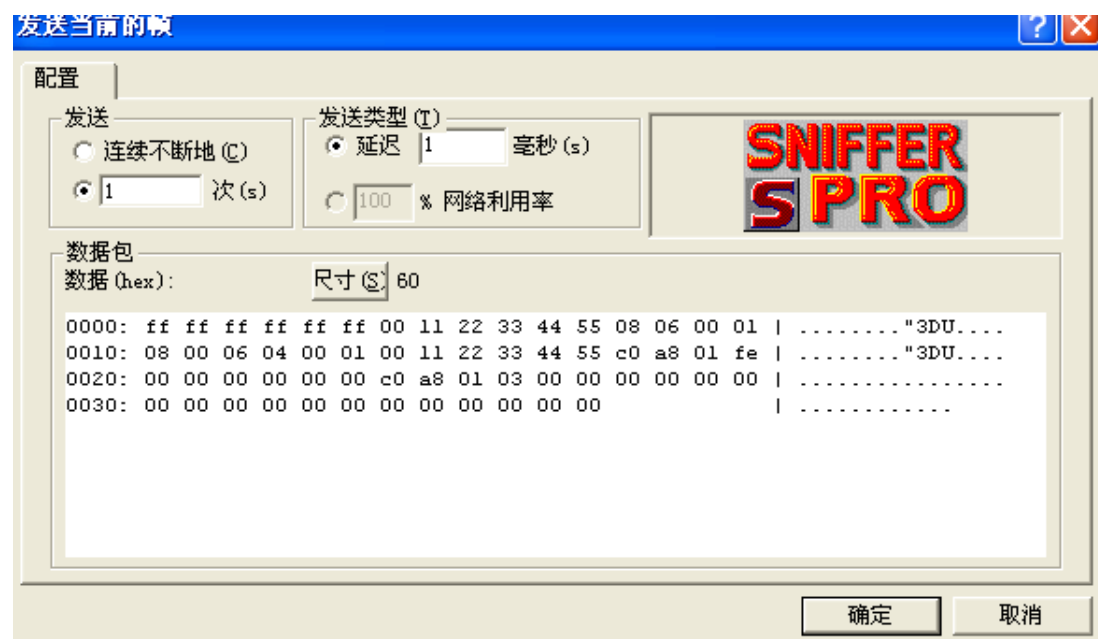 发送当前的帧
配置
发送
连续不断地(C)
1 次(s)
发送类型(T)
延迟 1 毫秒(s)
100 % 网络利用率
SNIFFER
S PRO
数据包
数据(hex): 尺寸(S) 60
0000: ff ff ff ff ff ff 00 11 22 33 44 55 08 06 00 01 | ........"3DU....
0010: 08 00 06 04 00 01 00 11 22 33 44 55 c0 a8 01 fe | ........"3DU....
0020: 00 00 00 00 00 00 c0 a8 01 03 00 00 00 00 00 00 | ................
0030: 00 00 00 00 00 00 00 00 00 00 00 00 | ............
确定 取消